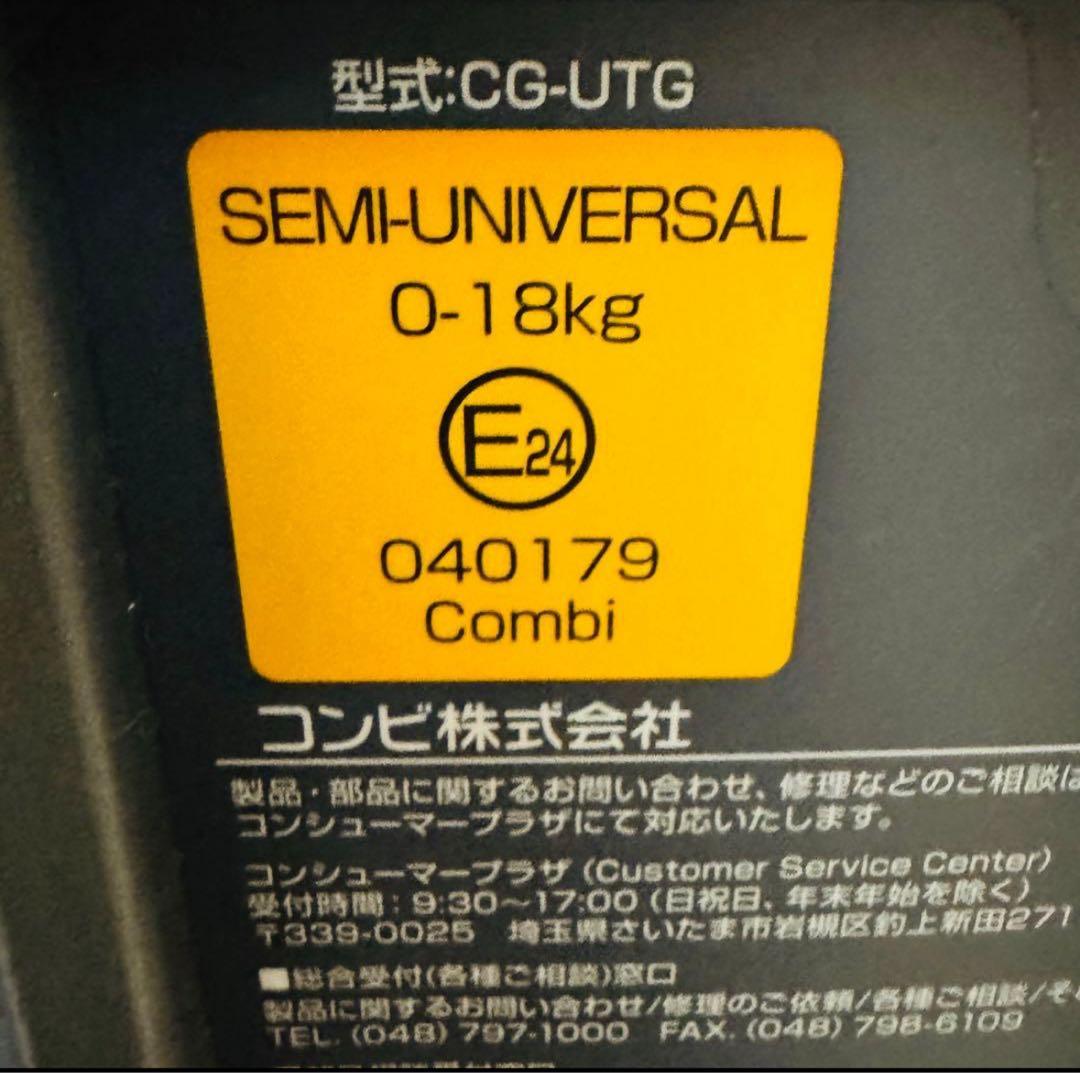 型式:CG-UTG
SEMI-UNIVERSAL
0-18kg
E24
040179
Combi
コンビ株式会社
製品・部品に関するお問い合わせ、修理などのご相談は
コンシューマープラザにて対応いたします。
コンシューマープラザ (Customer Service Center)
受付時間：9:30～17:00 (日祝日、年末年始を除く)
〒339-0025 埼玉県さいたま市岩槻区釣上新田271
■総合受付(各種ご相談)窓口
製品に関するお問い合わせ/修理のご依頼/各種ご相談/そ
TEL. (048) 797-1000 FAX. (048) 798-6109